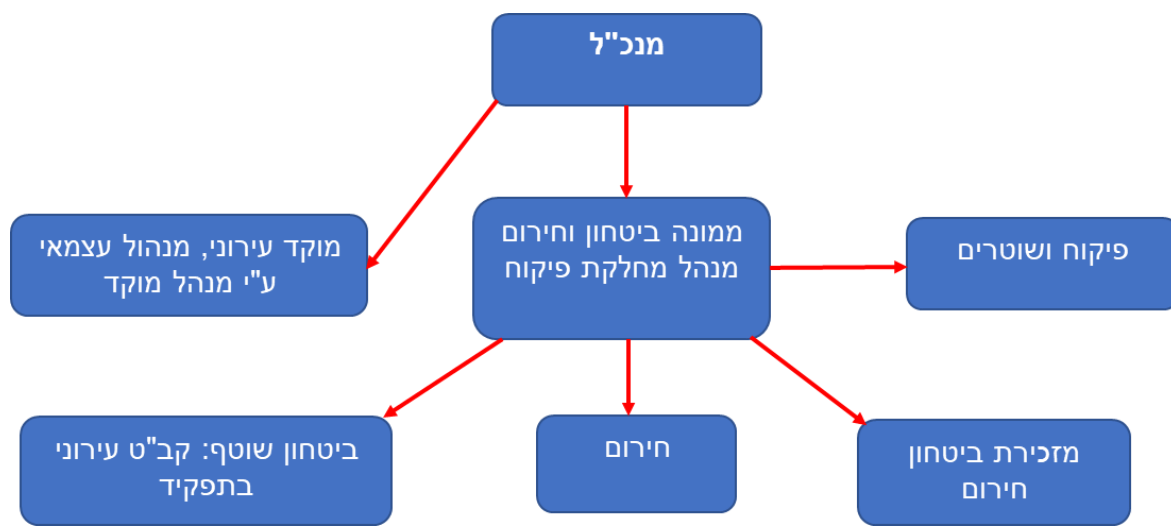 מנכ"ל
מוקד עירוני, מנהול עצמאי
ע"י מנהל מוקד
ממונה ביטחון וחירום
מנהל מחלקת פיקוח
פיקוח ושוטרים
ביטחון שוטף: קב"ט עירוני
בתפקיד
חירום
מזכירת ביטחון
חירום